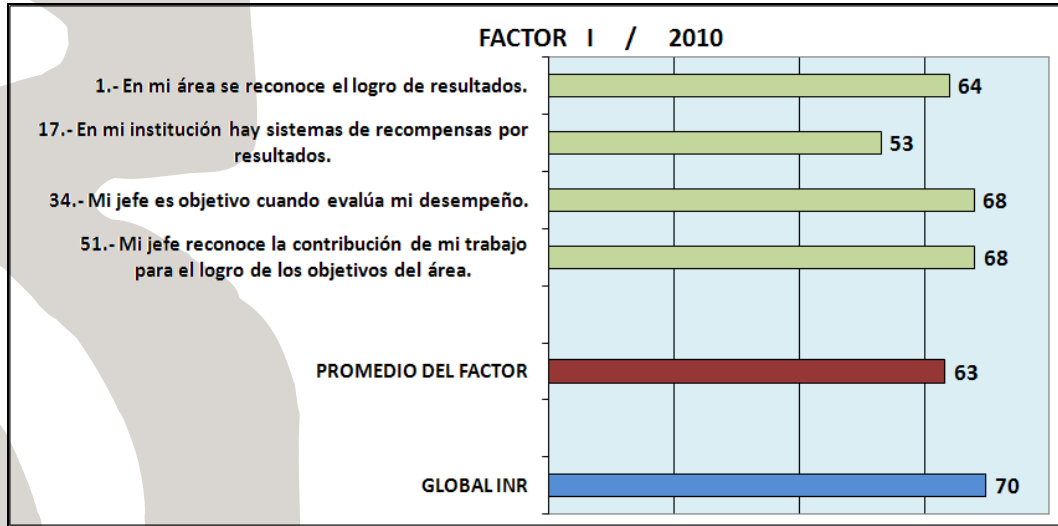 FACTOR I / 2010
1.- En mi área se reconoce el logro de resultados.
64
17.- En mi institución hay sistemas de recompensas por
resultados.
53
34.- Mi jefe es objetivo cuando evalúa mi desempeño.
68
51.- Mi jefe reconoce la contribución de mi trabajo
para el logro de los objetivos del área.
68
PROMEDIO DEL FACTOR
63
GLOBAL INR
70